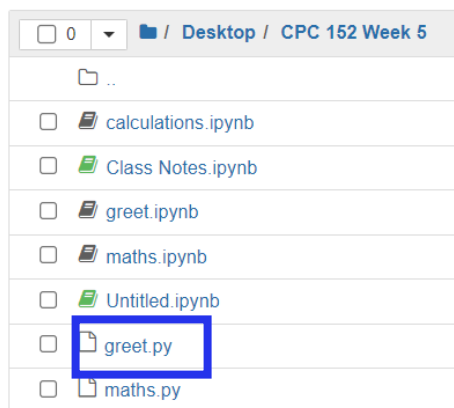 0 / Desktop / CPC 152 Week 5
..
calculations.ipynb
Class Notes.ipynb
greet.ipynb
maths.ipynb
Untitled.ipynb
greet.py
maths.py